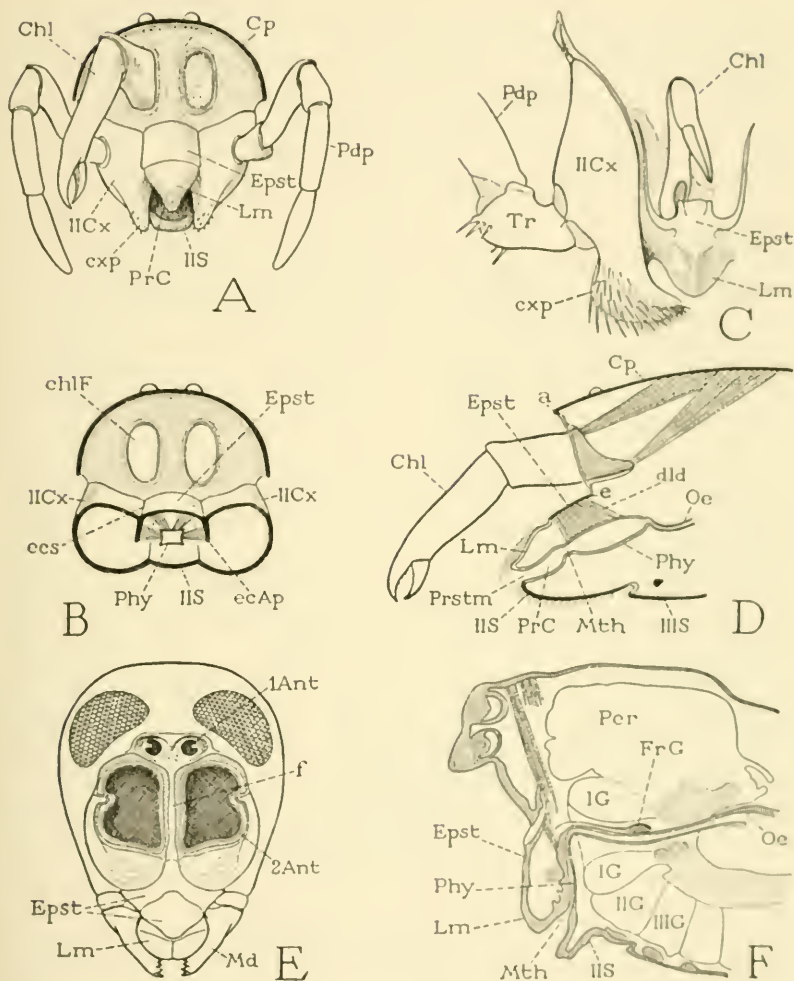 Chl
Cp
Pdp
Epst
Lm
IICx
cxp
PrC
IIS
A
Pdp
Chl
IICx
Tr
Epst
cxp
Lm
C
chlF
Epst
IICx
IICx
ccs
Phy
IIS
ecAp
B
Cp
Epst
a
Chl
e
dld
Oe
Lm
Phy
Prstm
IIS
PrC
Mth
IIIS
D
1Ant
f
2Ant
Epst
Lm
Md
E
Pcr
FrG
IG
Oe
Epst
IG
Phy
IIG
IIIG
Lm
Mth
IIS
F